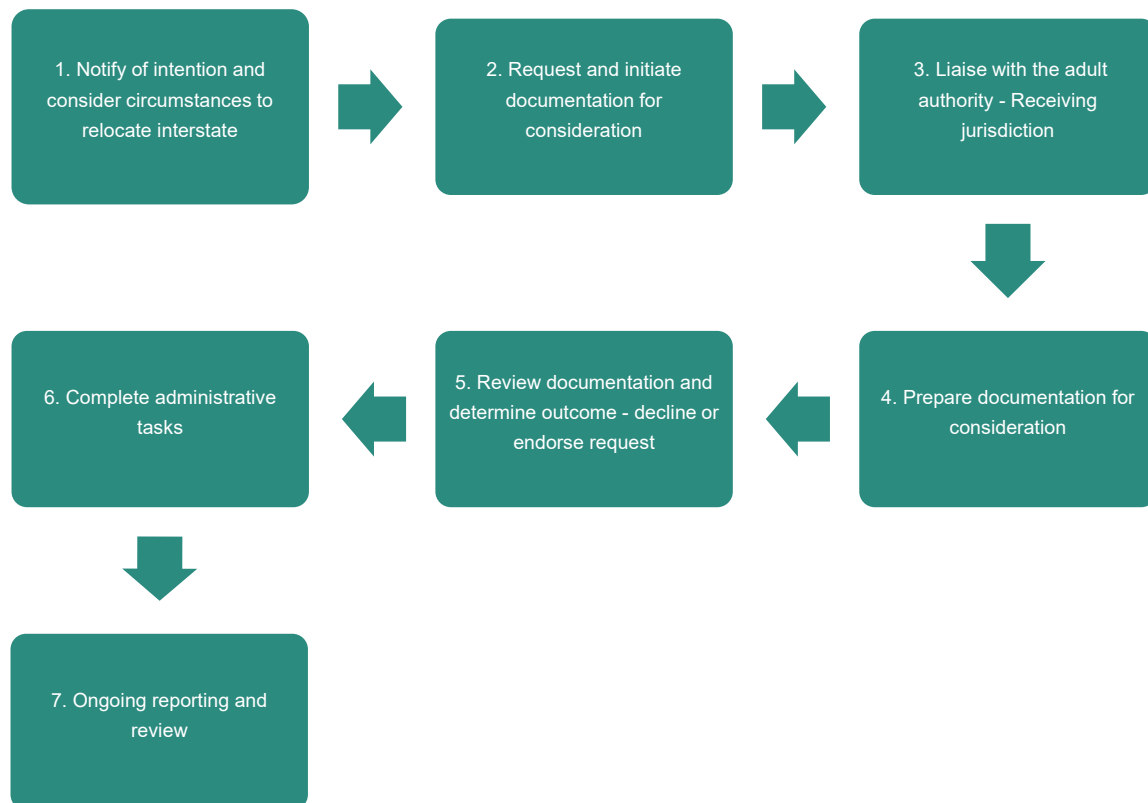 1. Notify of intention and
consider circumstances to
relocate interstate
2. Request and initiate
documentation for
consideration
3. Liaise with the adult
authority - Receiving
jurisdiction
4. Prepare documentation for
consideration
5. Review documentation and
determine outcome - decline or
endorse request
6. Complete administrative
tasks
7. Ongoing reporting and
review